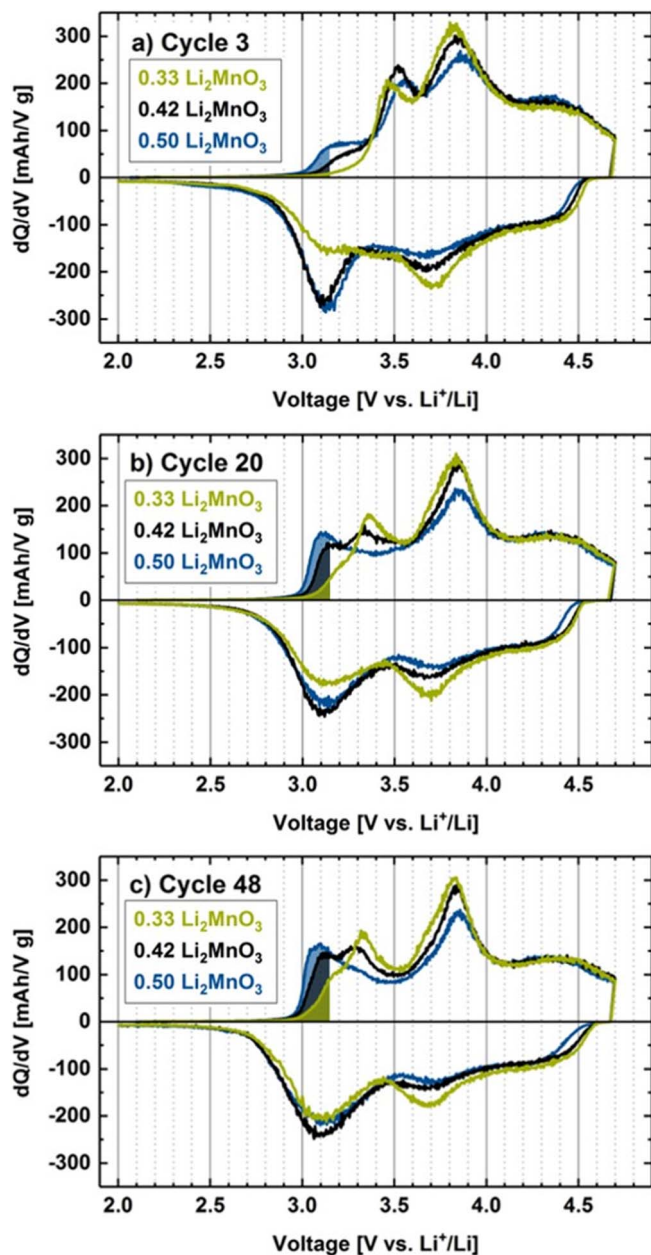 a) Cycle 3
0.33 Li₂MnO₃
0.42 Li₂MnO₃
0.50 Li₂MnO₃
dQ/dV [mAh/V g]
300
200
100
0
-100
-200
-300
2.0 2.5 3.0 3.5 4.0 4.5
Voltage [V vs. Li⁺/Li]
b) Cycle 20
0.33 Li₂MnO₃
0.42 Li₂MnO₃
0.50 Li₂MnO₃
dQ/dV [mAh/V g]
300
200
100
0
-100
-200
-300
2.0 2.5 3.0 3.5 4.0 4.5
Voltage [V vs. Li⁺/Li]
c) Cycle 48
0.33 Li₂MnO₃
0.42 Li₂MnO₃
0.50 Li₂MnO₃
dQ/dV [mAh/V g]
300
200
100
0
-100
-200
-300
2.0 2.5 3.0 3.5 4.0 4.5
Voltage [V vs. Li⁺/Li]